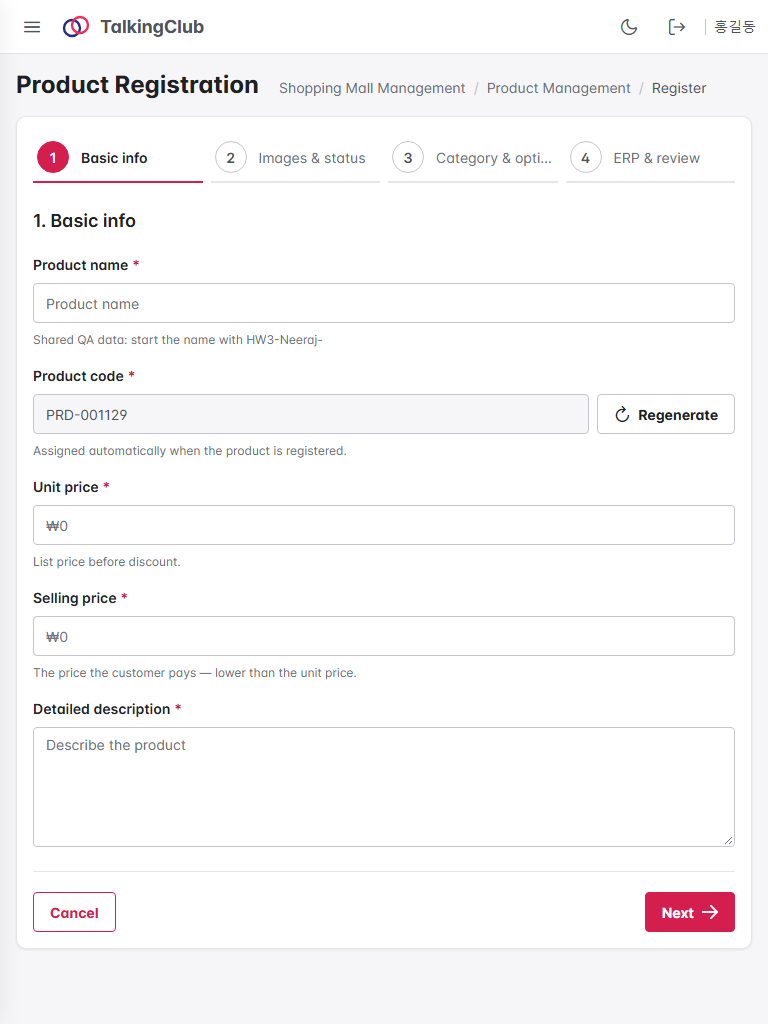 TalkingClub
홍길동
Product Registration
Shopping Mall Management / Product Management / Register
1 Basic info
2 Images & status
3 Category & opti...
4 ERP & review
1. Basic info
Product name *
Product name
Shared QA data: start the name with HW3-Neeraj-
Product code *
PRD-001129
Regenerate
Assigned automatically when the product is registered.
Unit price *
₩0
List price before discount.
Selling price *
₩0
The price the customer pays — lower than the unit price.
Detailed description *
Describe the product
Cancel
Next